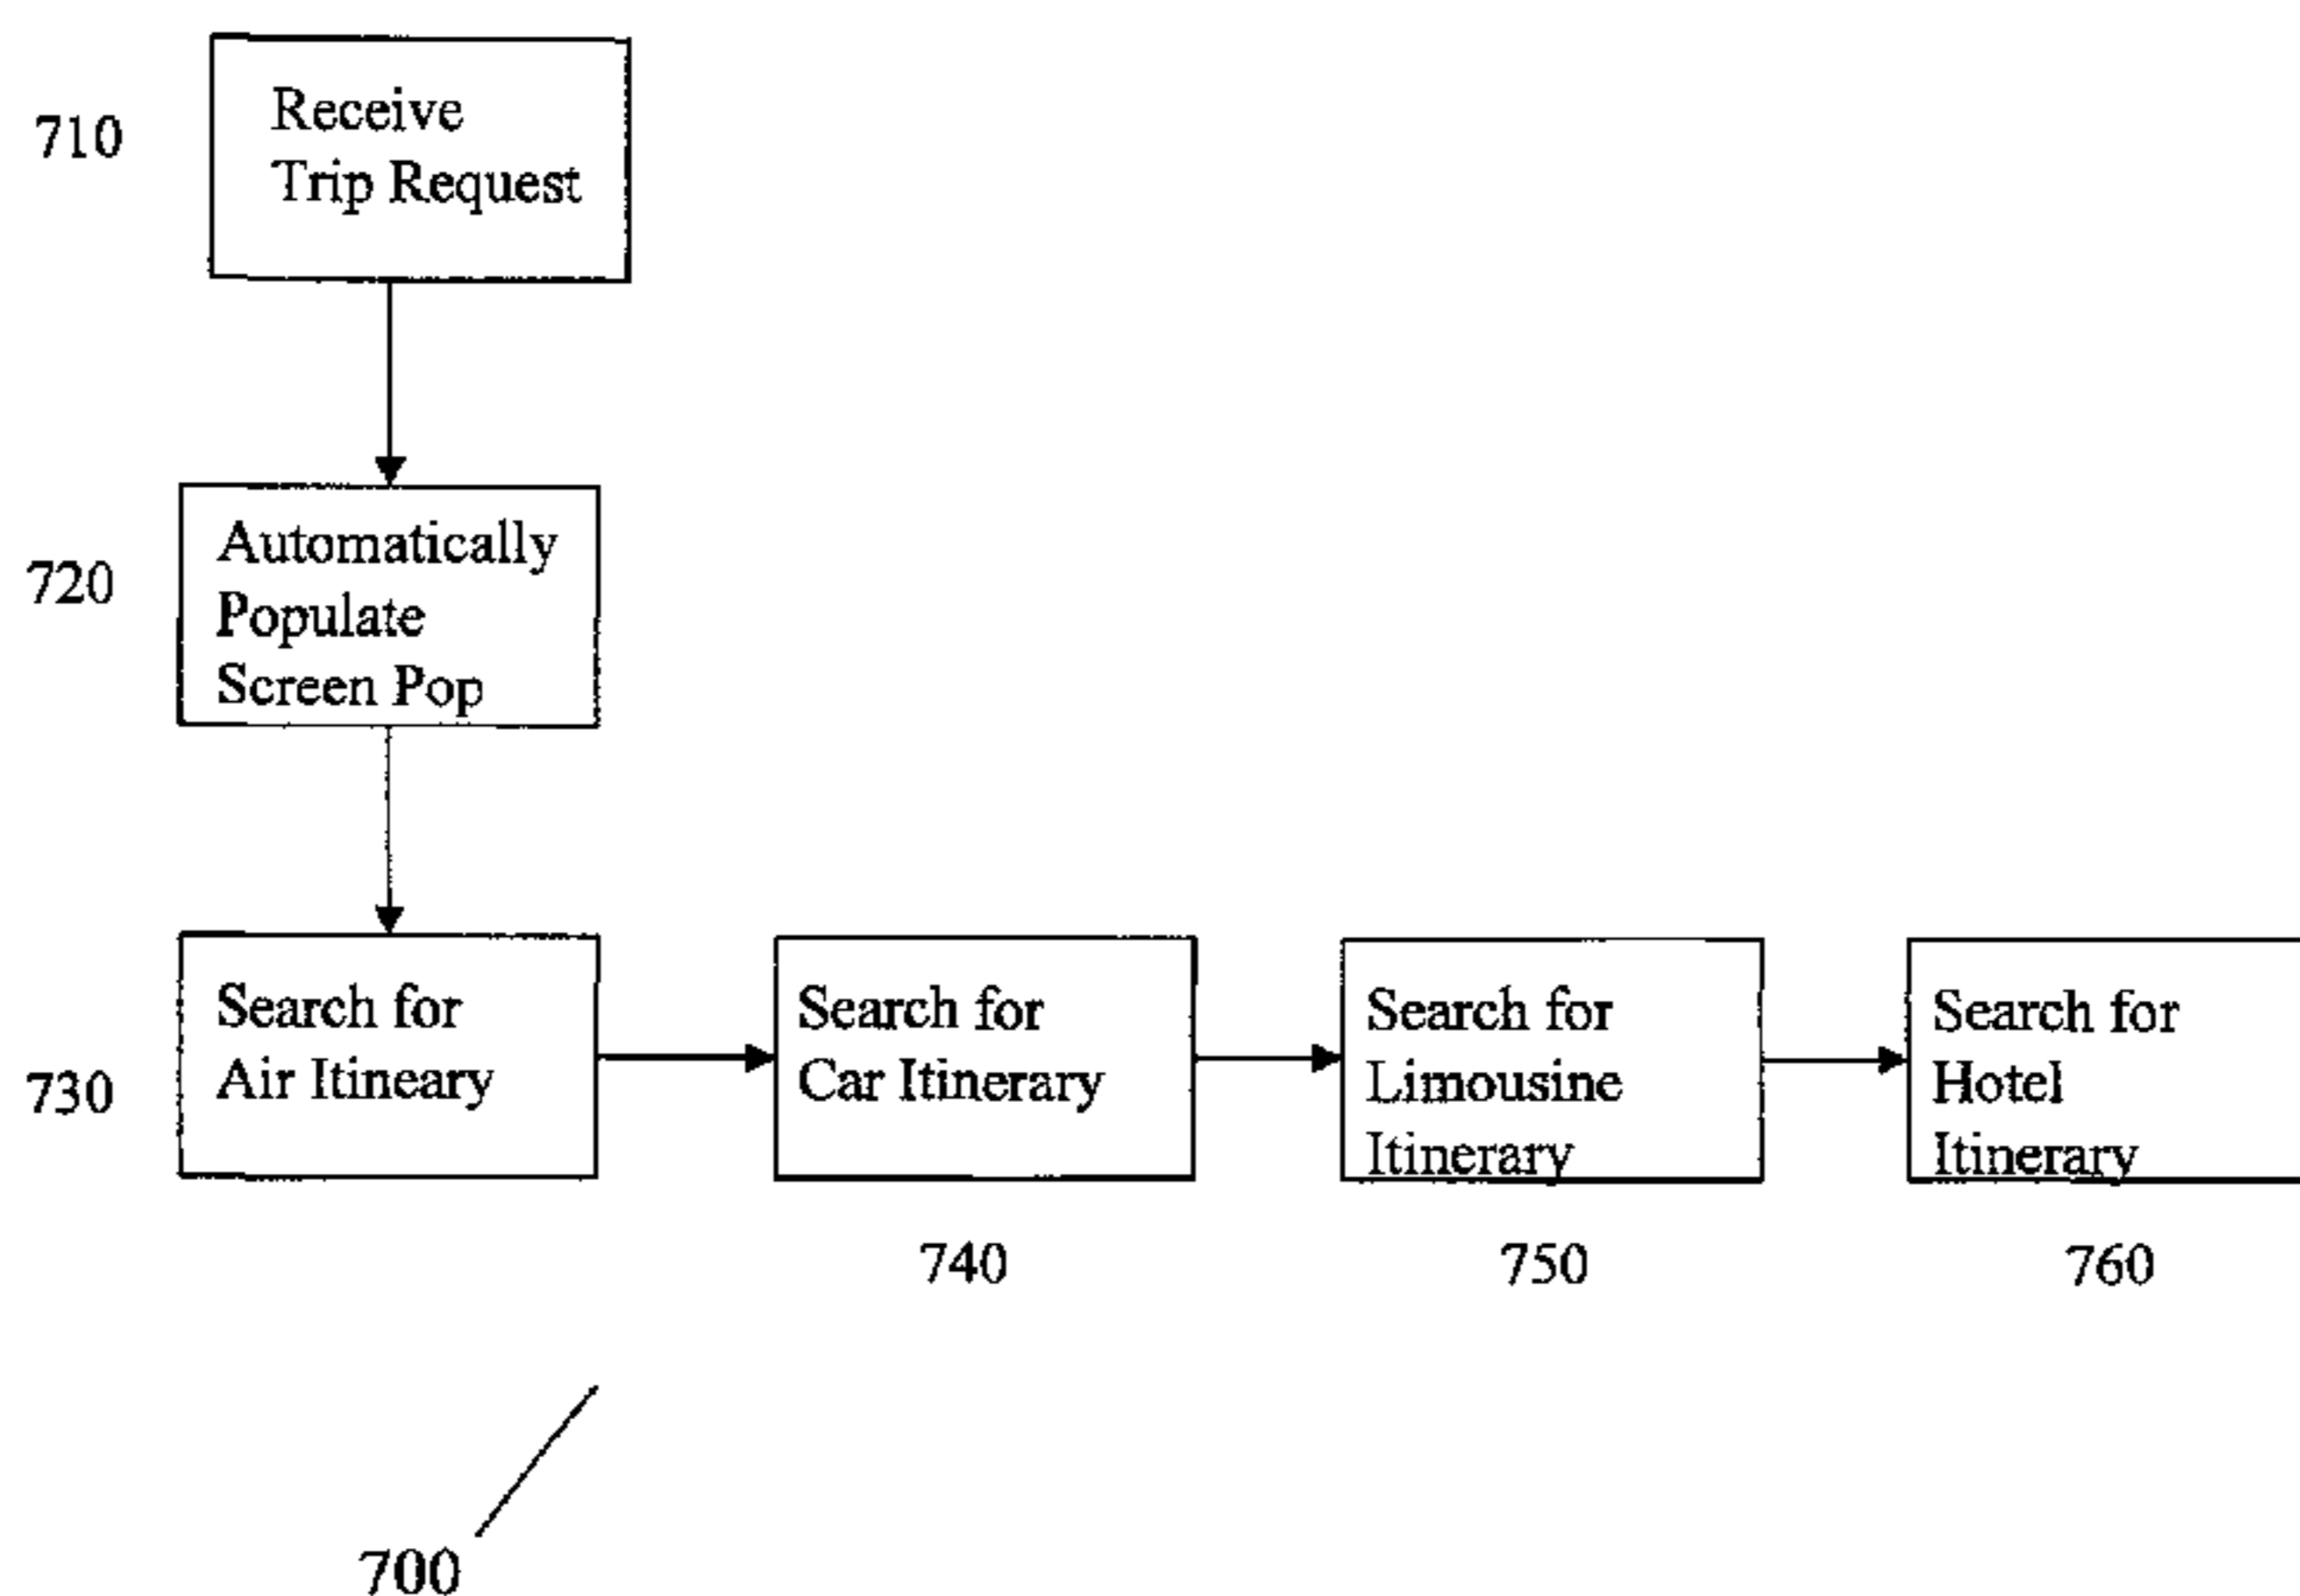 710
Receive
Trip Request
720
Automatically
Populate
Screen Pop
730
Search for
Air Itineary
Search for
Car Itinerary
740
Search for
Limousine
Itinerary
750
Search for
Hotel
Itinerary
760
700